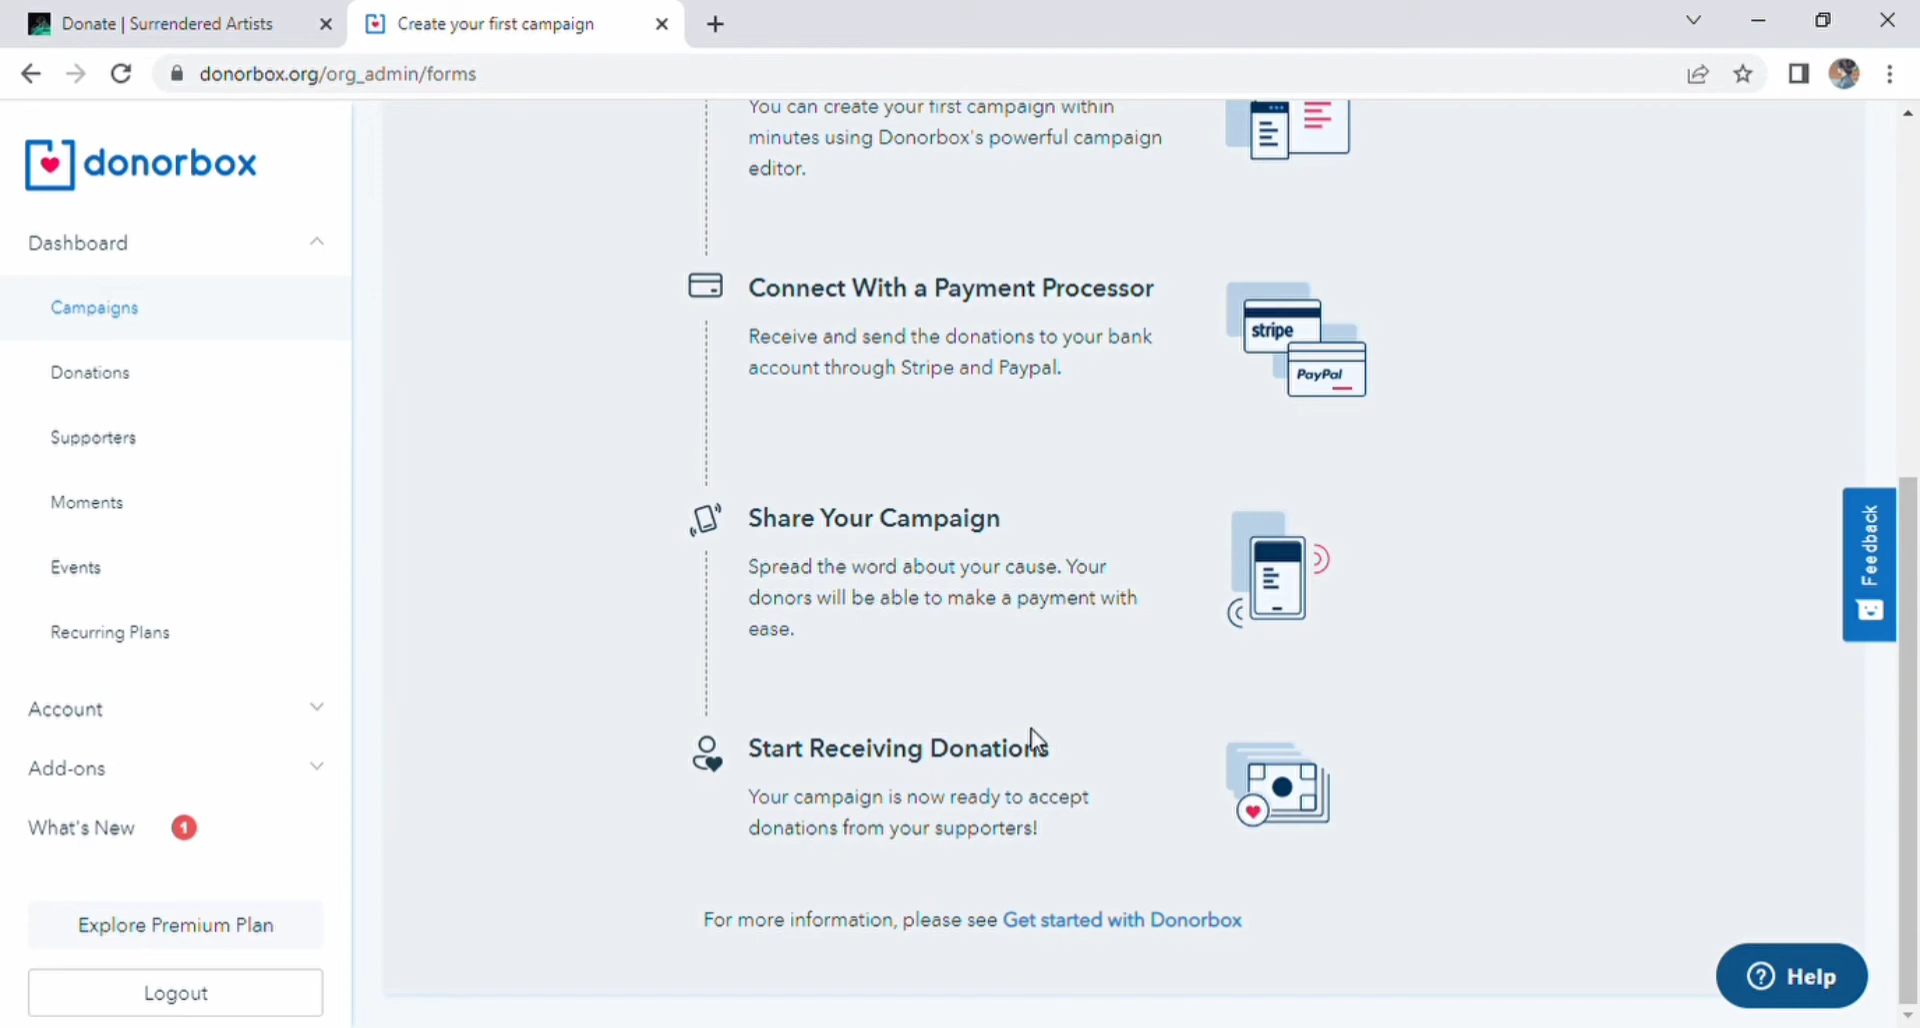 Donate | Surrendered Artists
Create your first campaign
donorbox.org/org_admin/forms
donorbox
Dashboard
Campaigns
Donations
Supporters
Moments
Events
Recurring Plans
Account
Add-ons
What's New 1
Explore Premium Plan
Logout
You can create your first campaign within
minutes using Donorbox's powerful campaign
editor.
Connect With a Payment Processor
Receive and send the donations to your bank
account through Stripe and Paypal.
stripe
PayPal
Share Your Campaign
Spread the word about your cause. Your
donors will be able to make a payment with
ease.
Start Receiving Donations
Your campaign is now ready to accept
donations from your supporters!
For more information, please see Get started with Donorbox
Feedback
? Help